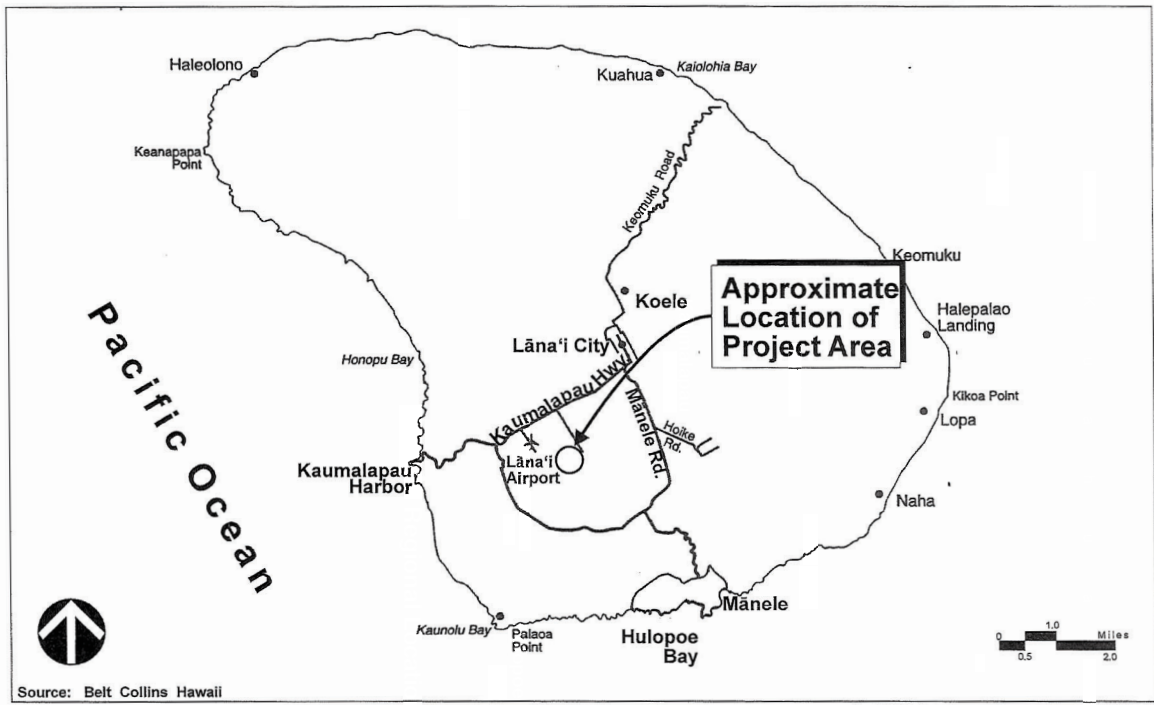 Haleolono
Kuahua
Kaiolohia Bay
Keanapapa
Point
Keomuku Road
Keomuku
Approximate
Location of
Project Area
Koele
Halepalao
Landing
Lāna‘i City
Honopu Bay
Pacific Ocean
Kaumalapau Hwy.
Mānele Rd.
Hoike
Rd.
Kikoa Point
Lopa
Lāna‘i
Airport
Kaumalapau
Harbor
Naha
Mānele
Kaunolu Bay
Palaoa
Point
Hulopoe
Bay
0 1.0 Miles
0.5 2.0
Source: Belt Collins Hawaii